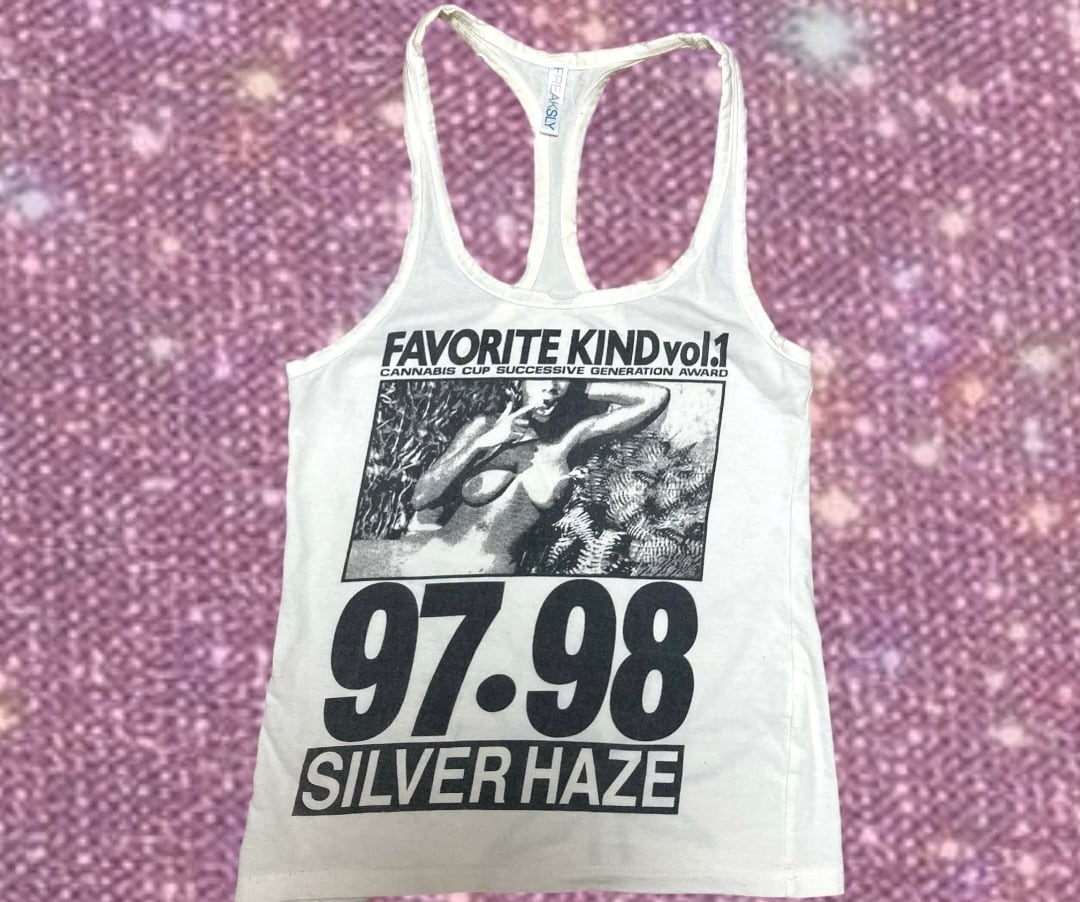 FREAKSLY
FAVORITE KIND vol.1
CANNABIS CUP SUCCESSIVE GENERATION AWARD
97.98
SILVER HAZE